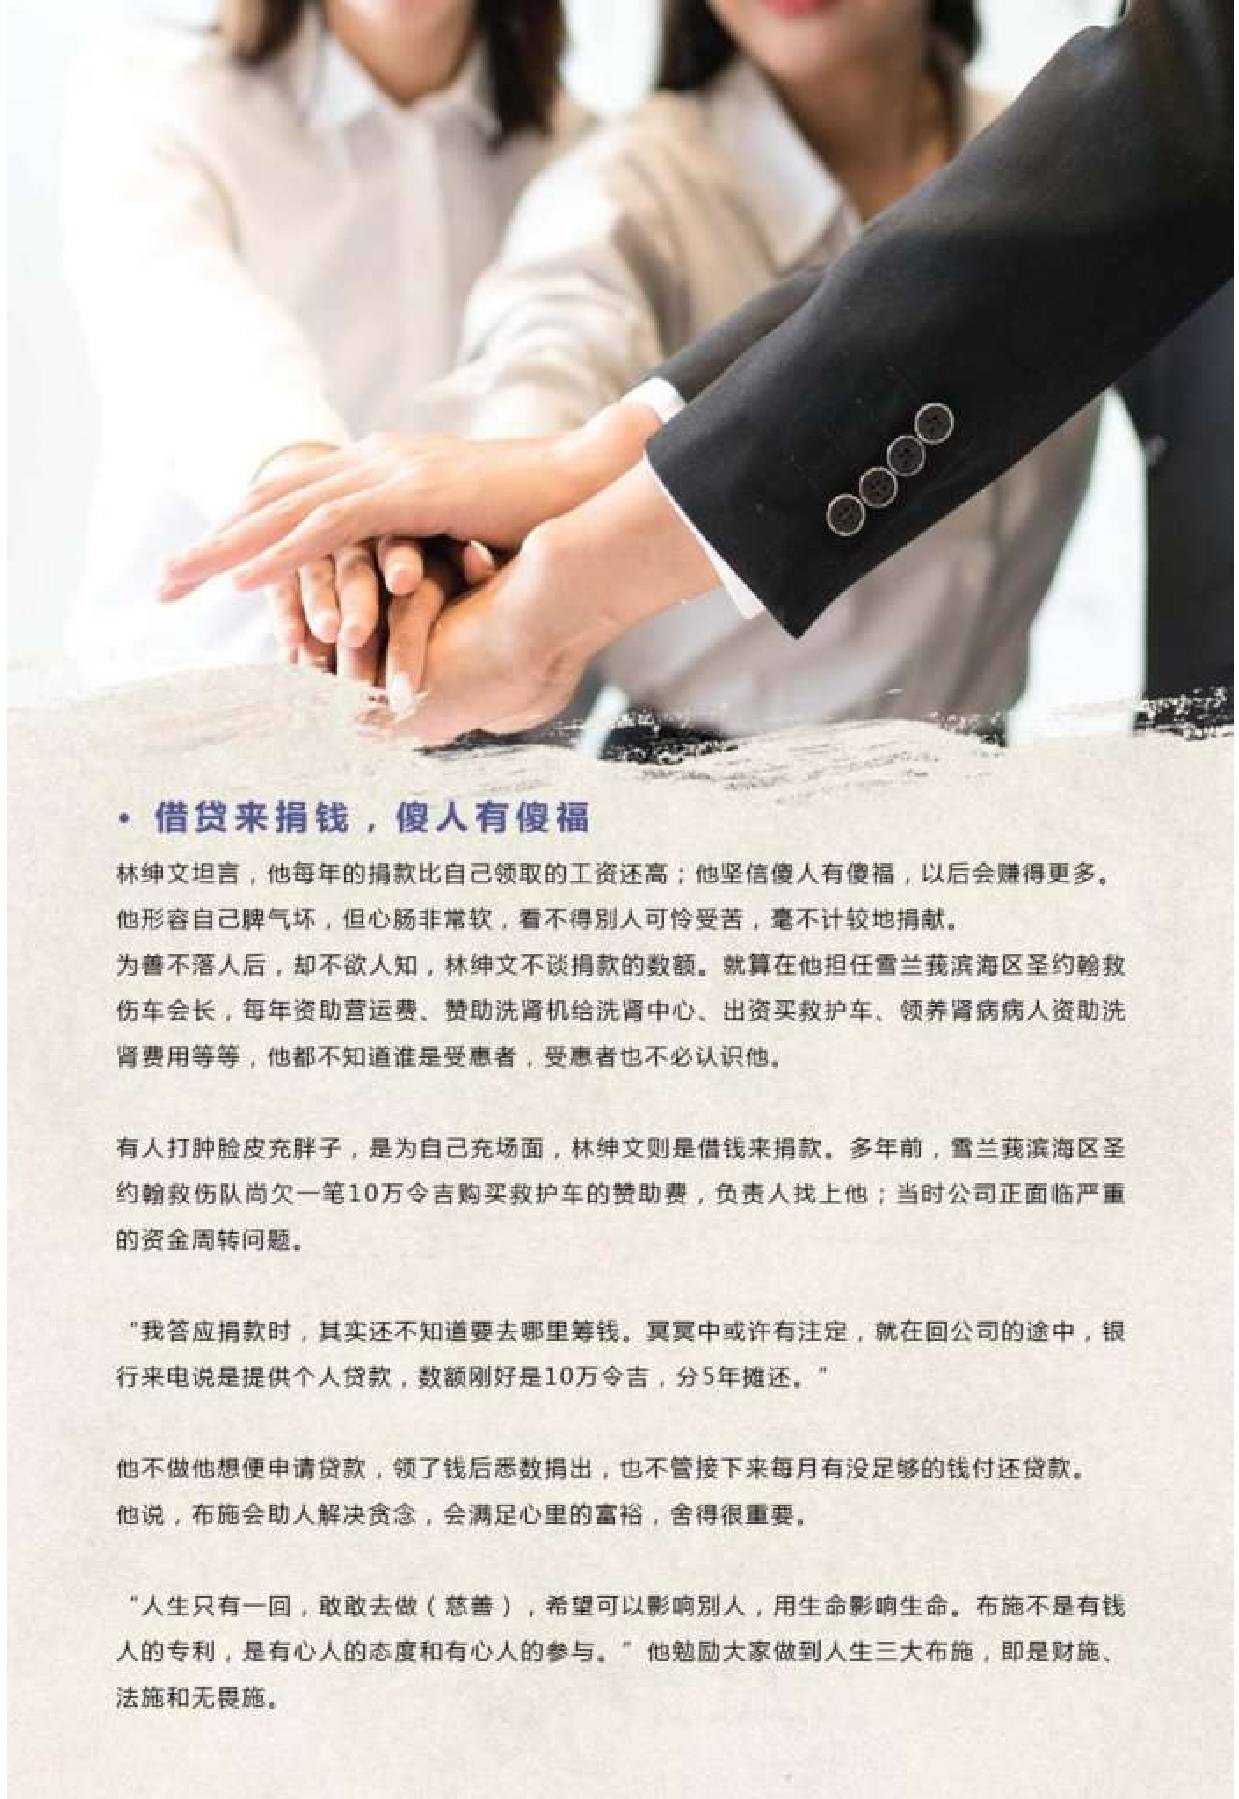 • 借贷来捐钱，傻人有傻福
林绅文坦言，他每年的捐款比自己领取的工资还高；他坚信傻人有傻福，以后会赚得更多。
他形容自己脾气坏，但心肠非常软，看不得别人可怜受苦，毫不计较地捐献。
为善不落人后，却不欲人知，林绅文不谈捐款的数额。就算在他担任雪兰莪滨海区圣约翰救
伤车会长，每年资助营运费、赞助洗肾机给洗肾中心、出资买救护车、领养肾病病人资助洗
肾费用等等，他都不知道谁是受惠者，受惠者也不必认识他。
有人打肿脸皮充胖子，是为自己充场面，林绅文则是借钱来捐款。多年前，雪兰莪滨海区圣
约翰救伤队尚欠一笔10万令吉购买救护车的赞助费，负责人找上他；当时公司正面临严重
的资金周转问题。
“我答应捐款时，其实还不知道要去哪里筹钱。冥冥中或许有注定，就在回公司的途中，银
行来电说是提供个人贷款，数额刚好是10万令吉，分5年摊还。”
他不做他想便申请贷款，领了钱后悉数捐出，也不管接下来每月有没足够的钱付还贷款。
他说，布施会助人解决贪念，会满足心里的富裕，舍得很重要。
“人生只有一回，敢敢去做（慈善），希望可以影响别人，用生命影响生命。布施不是有钱
人的专利，是有心人的态度和有心人的参与。”他勉励大家做到人生三大布施，即是财施、
法施和无畏施。